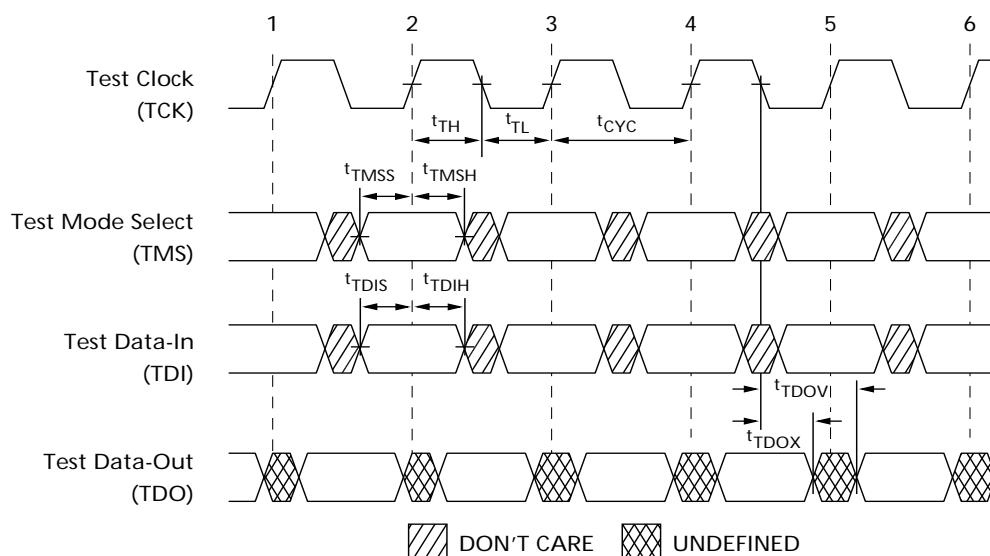 1 2 3 4 5 6
Test Clock
(TCK)
tTH tTL tCYC
tTMSS tTMSH
Test Mode Select
(TMS)
tTDIS tTDIH
Test Data-In
(TDI)
tTDOV
tTDOX
Test Data-Out
(TDO)
DON'T CARE UNDEFINED